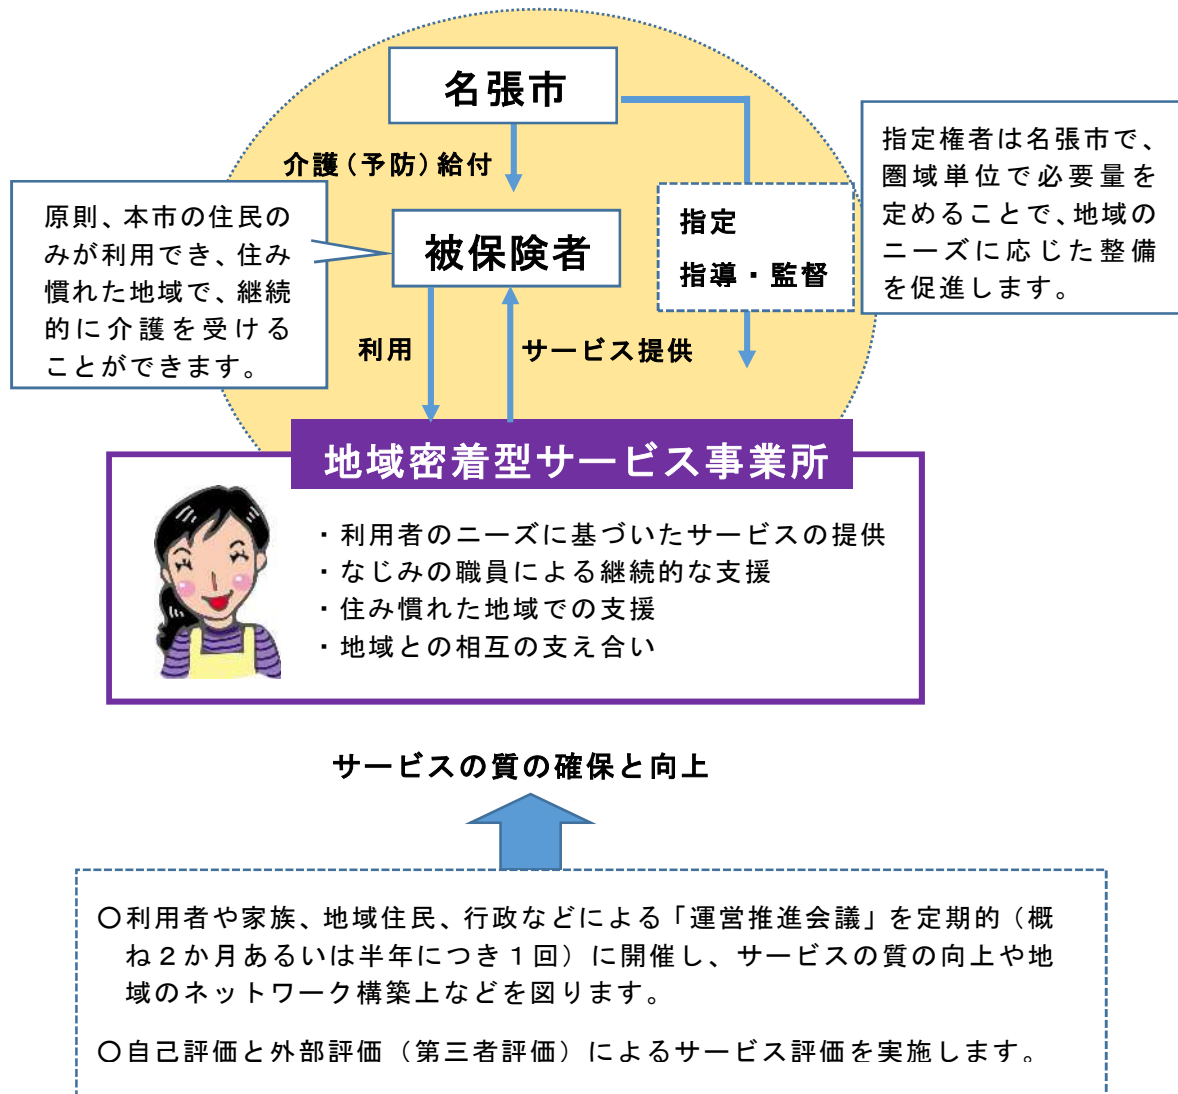 名張市
介護（予防）給付
指定権者は名張市で、
圏域単位で必要量を
定めることで、地域の
ニーズに応じた整備
を促進します。
原則、本市の住民の
みが利用でき、住み
慣れた地域で、継続
的に介護を受ける
ことができます。
被保険者
指定
指導・監督
利用
サービス提供
地域密着型サービス事業所
・利用者のニーズに基づいたサービスの提供
・なじみの職員による継続的な支援
・住み慣れた地域での支援
・地域との相互の支え合い
サービスの質の確保と向上
〇利用者や家族、地域住民、行政などによる「運営推進会議」を定期的（概
ね２か月あるいは半年につき１回）に開催し、サービスの質の向上や地
域のネットワーク構築上などを図ります。
〇自己評価と外部評価（第三者評価）によるサービス評価を実施します。